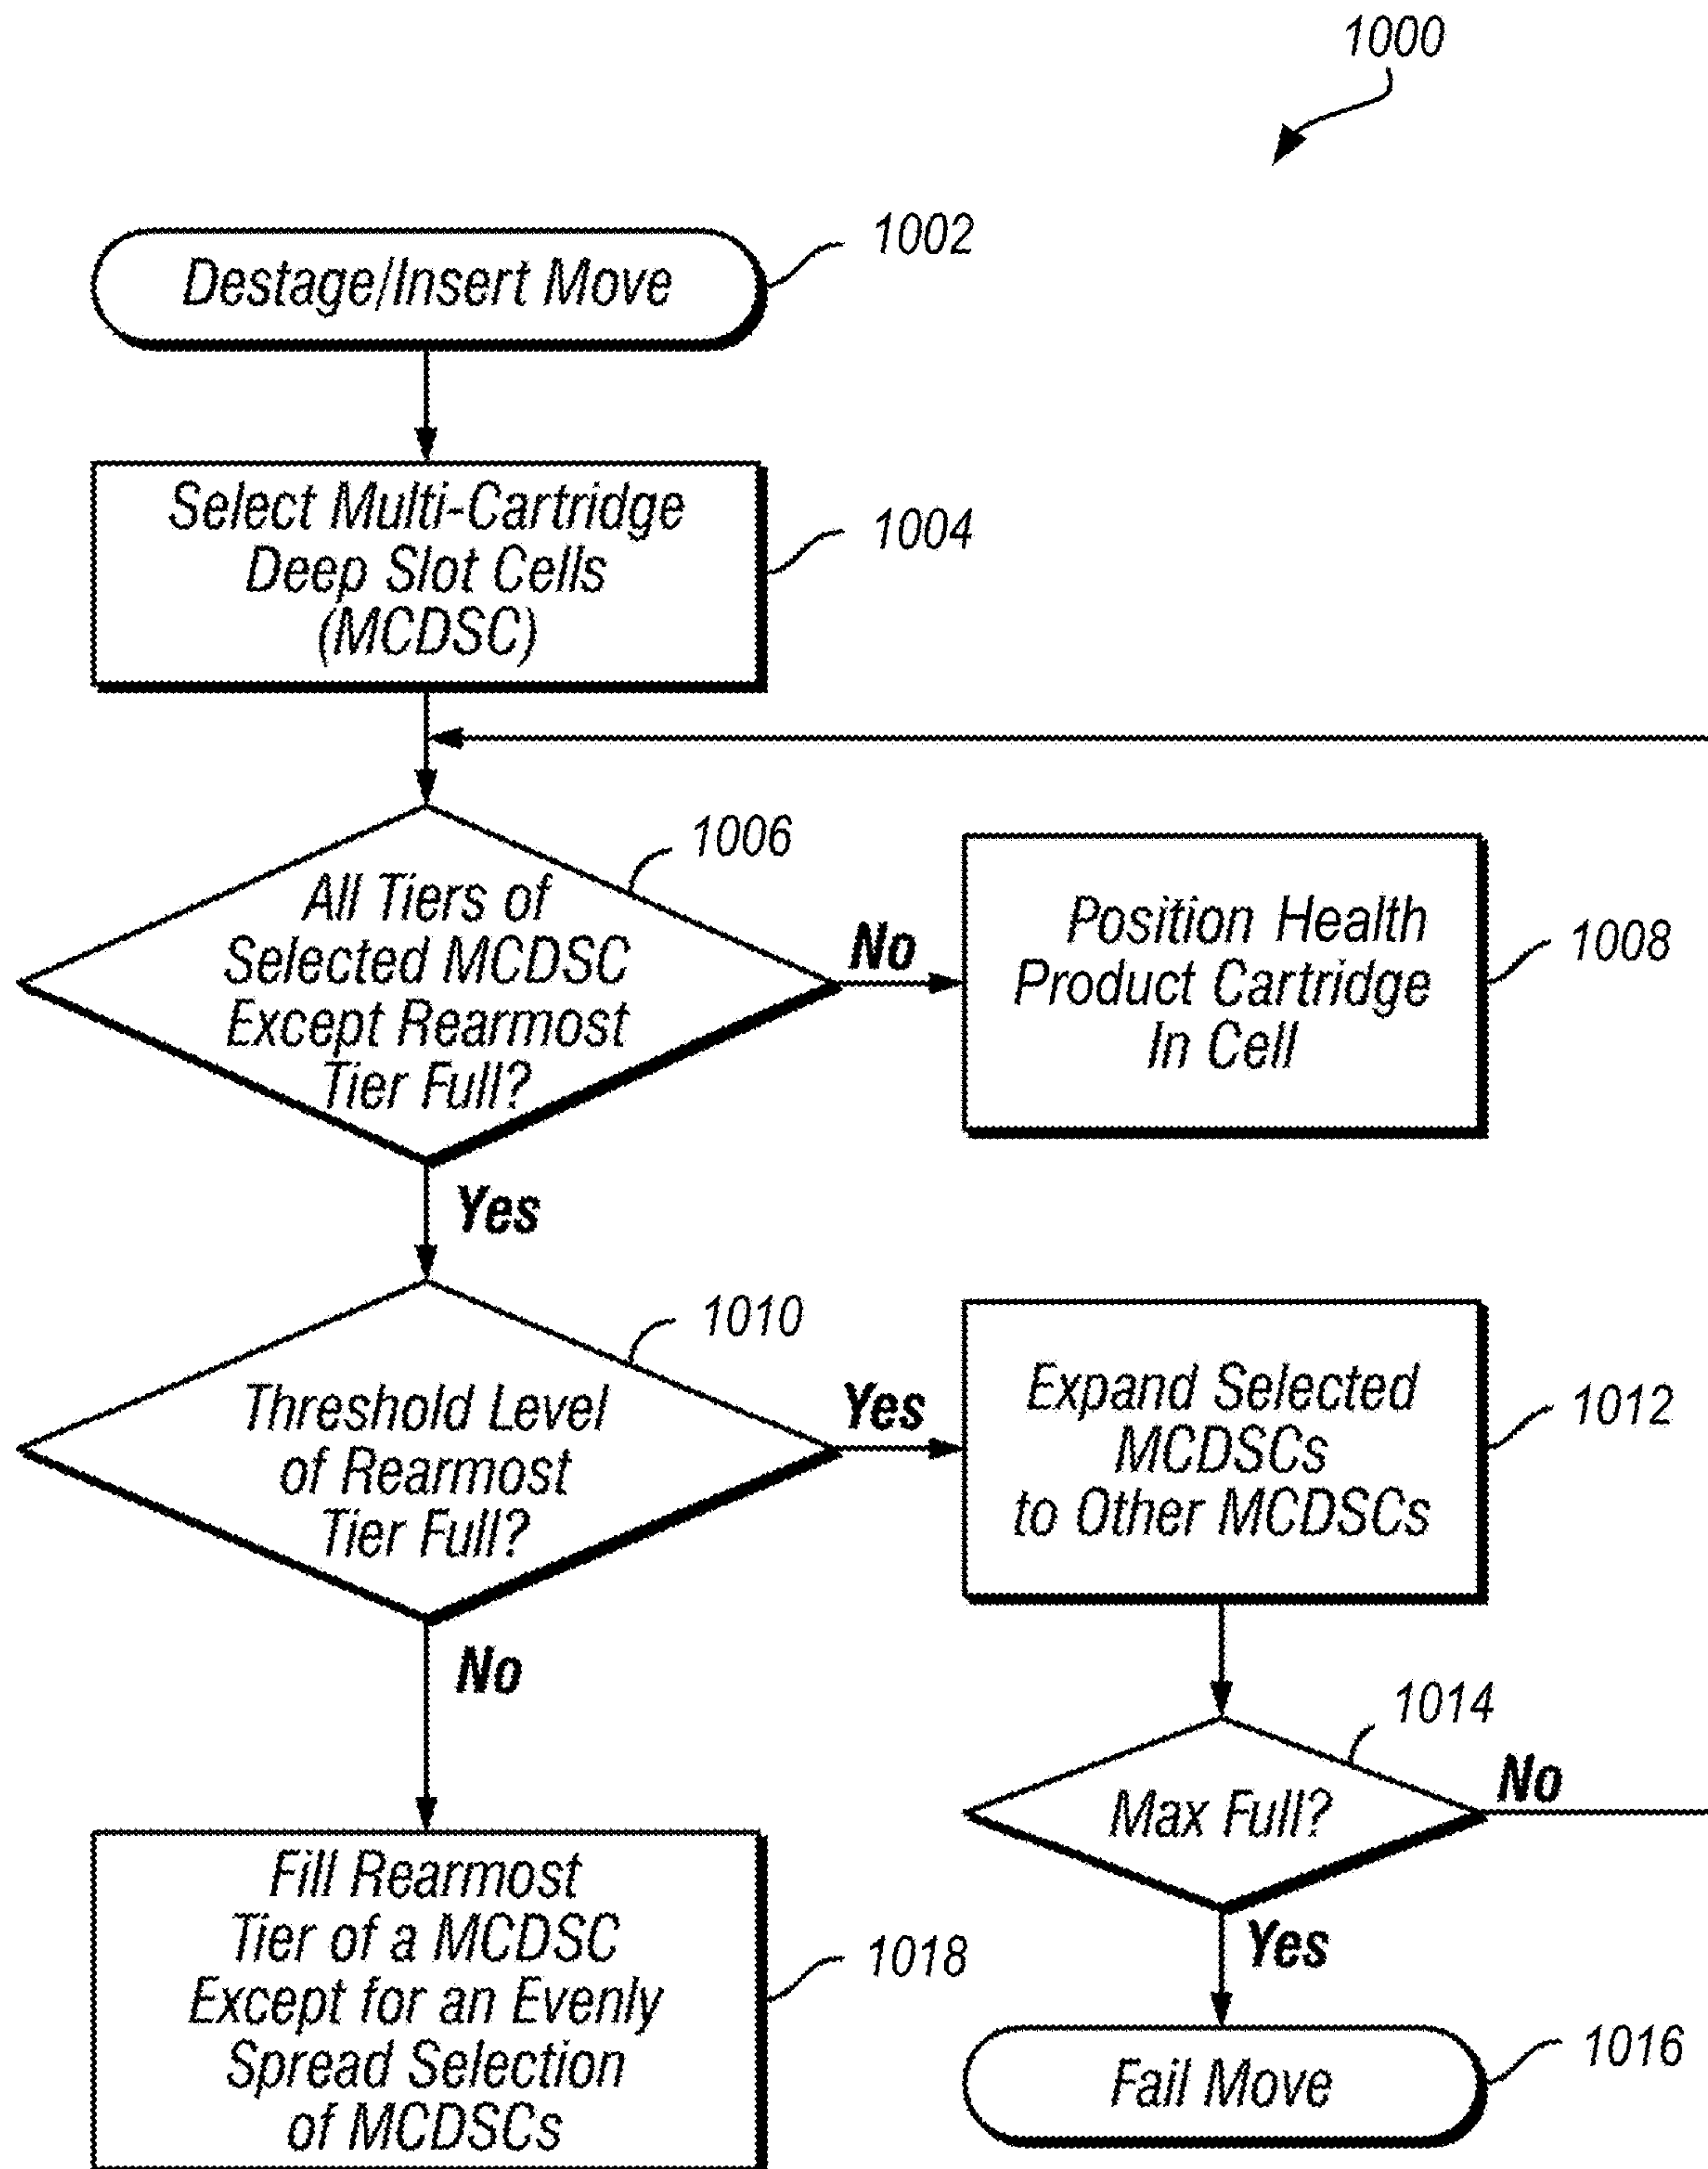 1000
Destage/Insert Move
1002
Select Multi-Cartridge
Deep Slot Cells
(MCDSC)
1004
1006
All Tiers of
Selected MCDSC
Except Rearmost
Tier Full?
No
Position Health
Product Cartridge
In Cell
1008
Yes
1010
Threshold Level
of Rearmost
Tier Full?
Yes
Expand Selected
MCDSCs
to Other MCDSCs
1012
No
1014
Max Full?
No
Yes
Fill Rearmost
Tier of a MCDSC
Except for an Evenly
Spread Selection
of MCDSCs
1018
Fail Move
1016